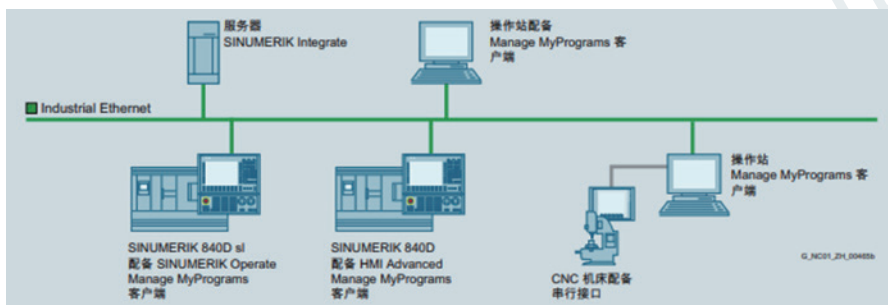 服务器
SINUMERIK Integrate
操作站配备
Manage MyPrograms 客
户端
Industrial Ethernet
操作站
Manage MyPrograms 客
户端
SINUMERIK 840D sl
配备 SINUMERIK Operate
Manage MyPrograms
客户端
SINUMERIK 840D
配备 HMI Advanced
Manage MyPrograms
客户端
CNC 机床配备
串行接口
G_NC01_ZH_00465b